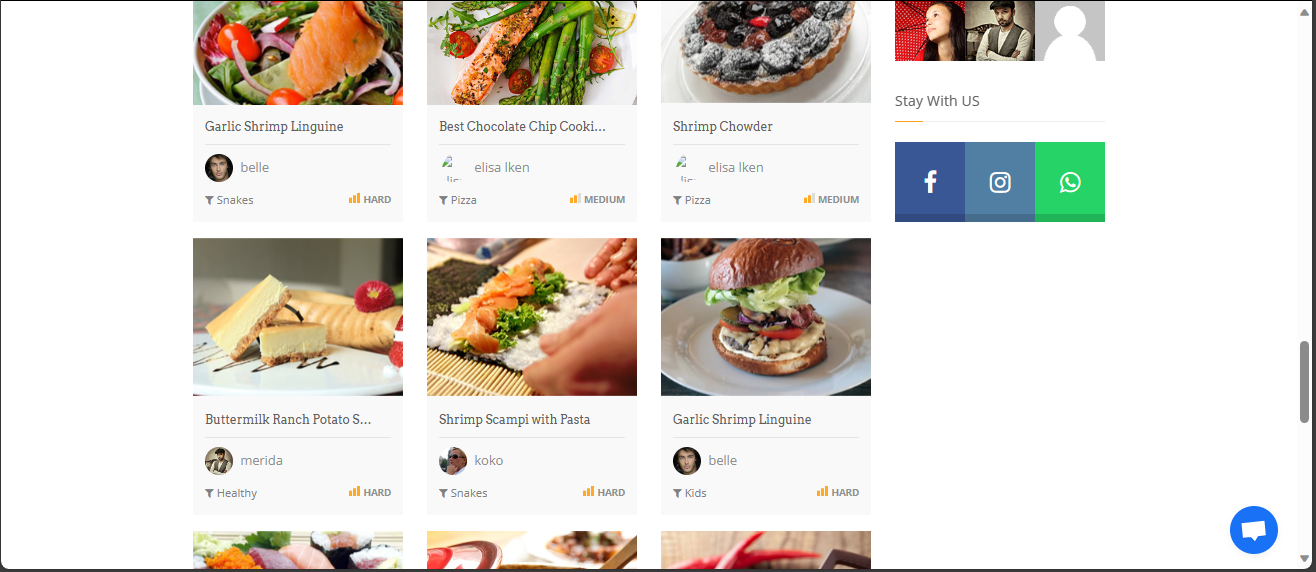 Stay With US
Garlic Shrimp Linguine
belle
Snakes HARD
Best Chocolate Chip Cooki...
elisa lken
Pizza MEDIUM
Shrimp Chowder
elisa lken
Pizza MEDIUM
Buttermilk Ranch Potato S...
merida
Healthy HARD
Shrimp Scampi with Pasta
koko
Snakes HARD
Garlic Shrimp Linguine
belle
Kids HARD